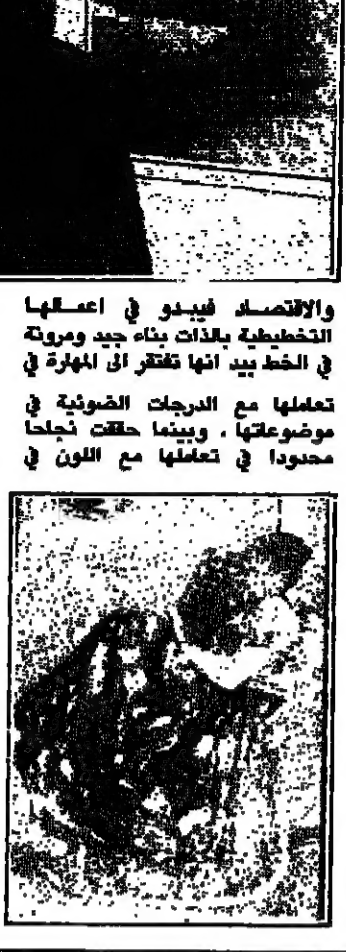 والاقتصاد فيبدو في اعمالها
التخطيطية بالذات بناء جيد ومرونة
في الخط بيد انها تفتقر الى المهارة في
تعاملها مع الدرجات الضوئية في
موضوعاتها . وبينما حققت نجاحا
محدودا في تعاملها مع اللون في